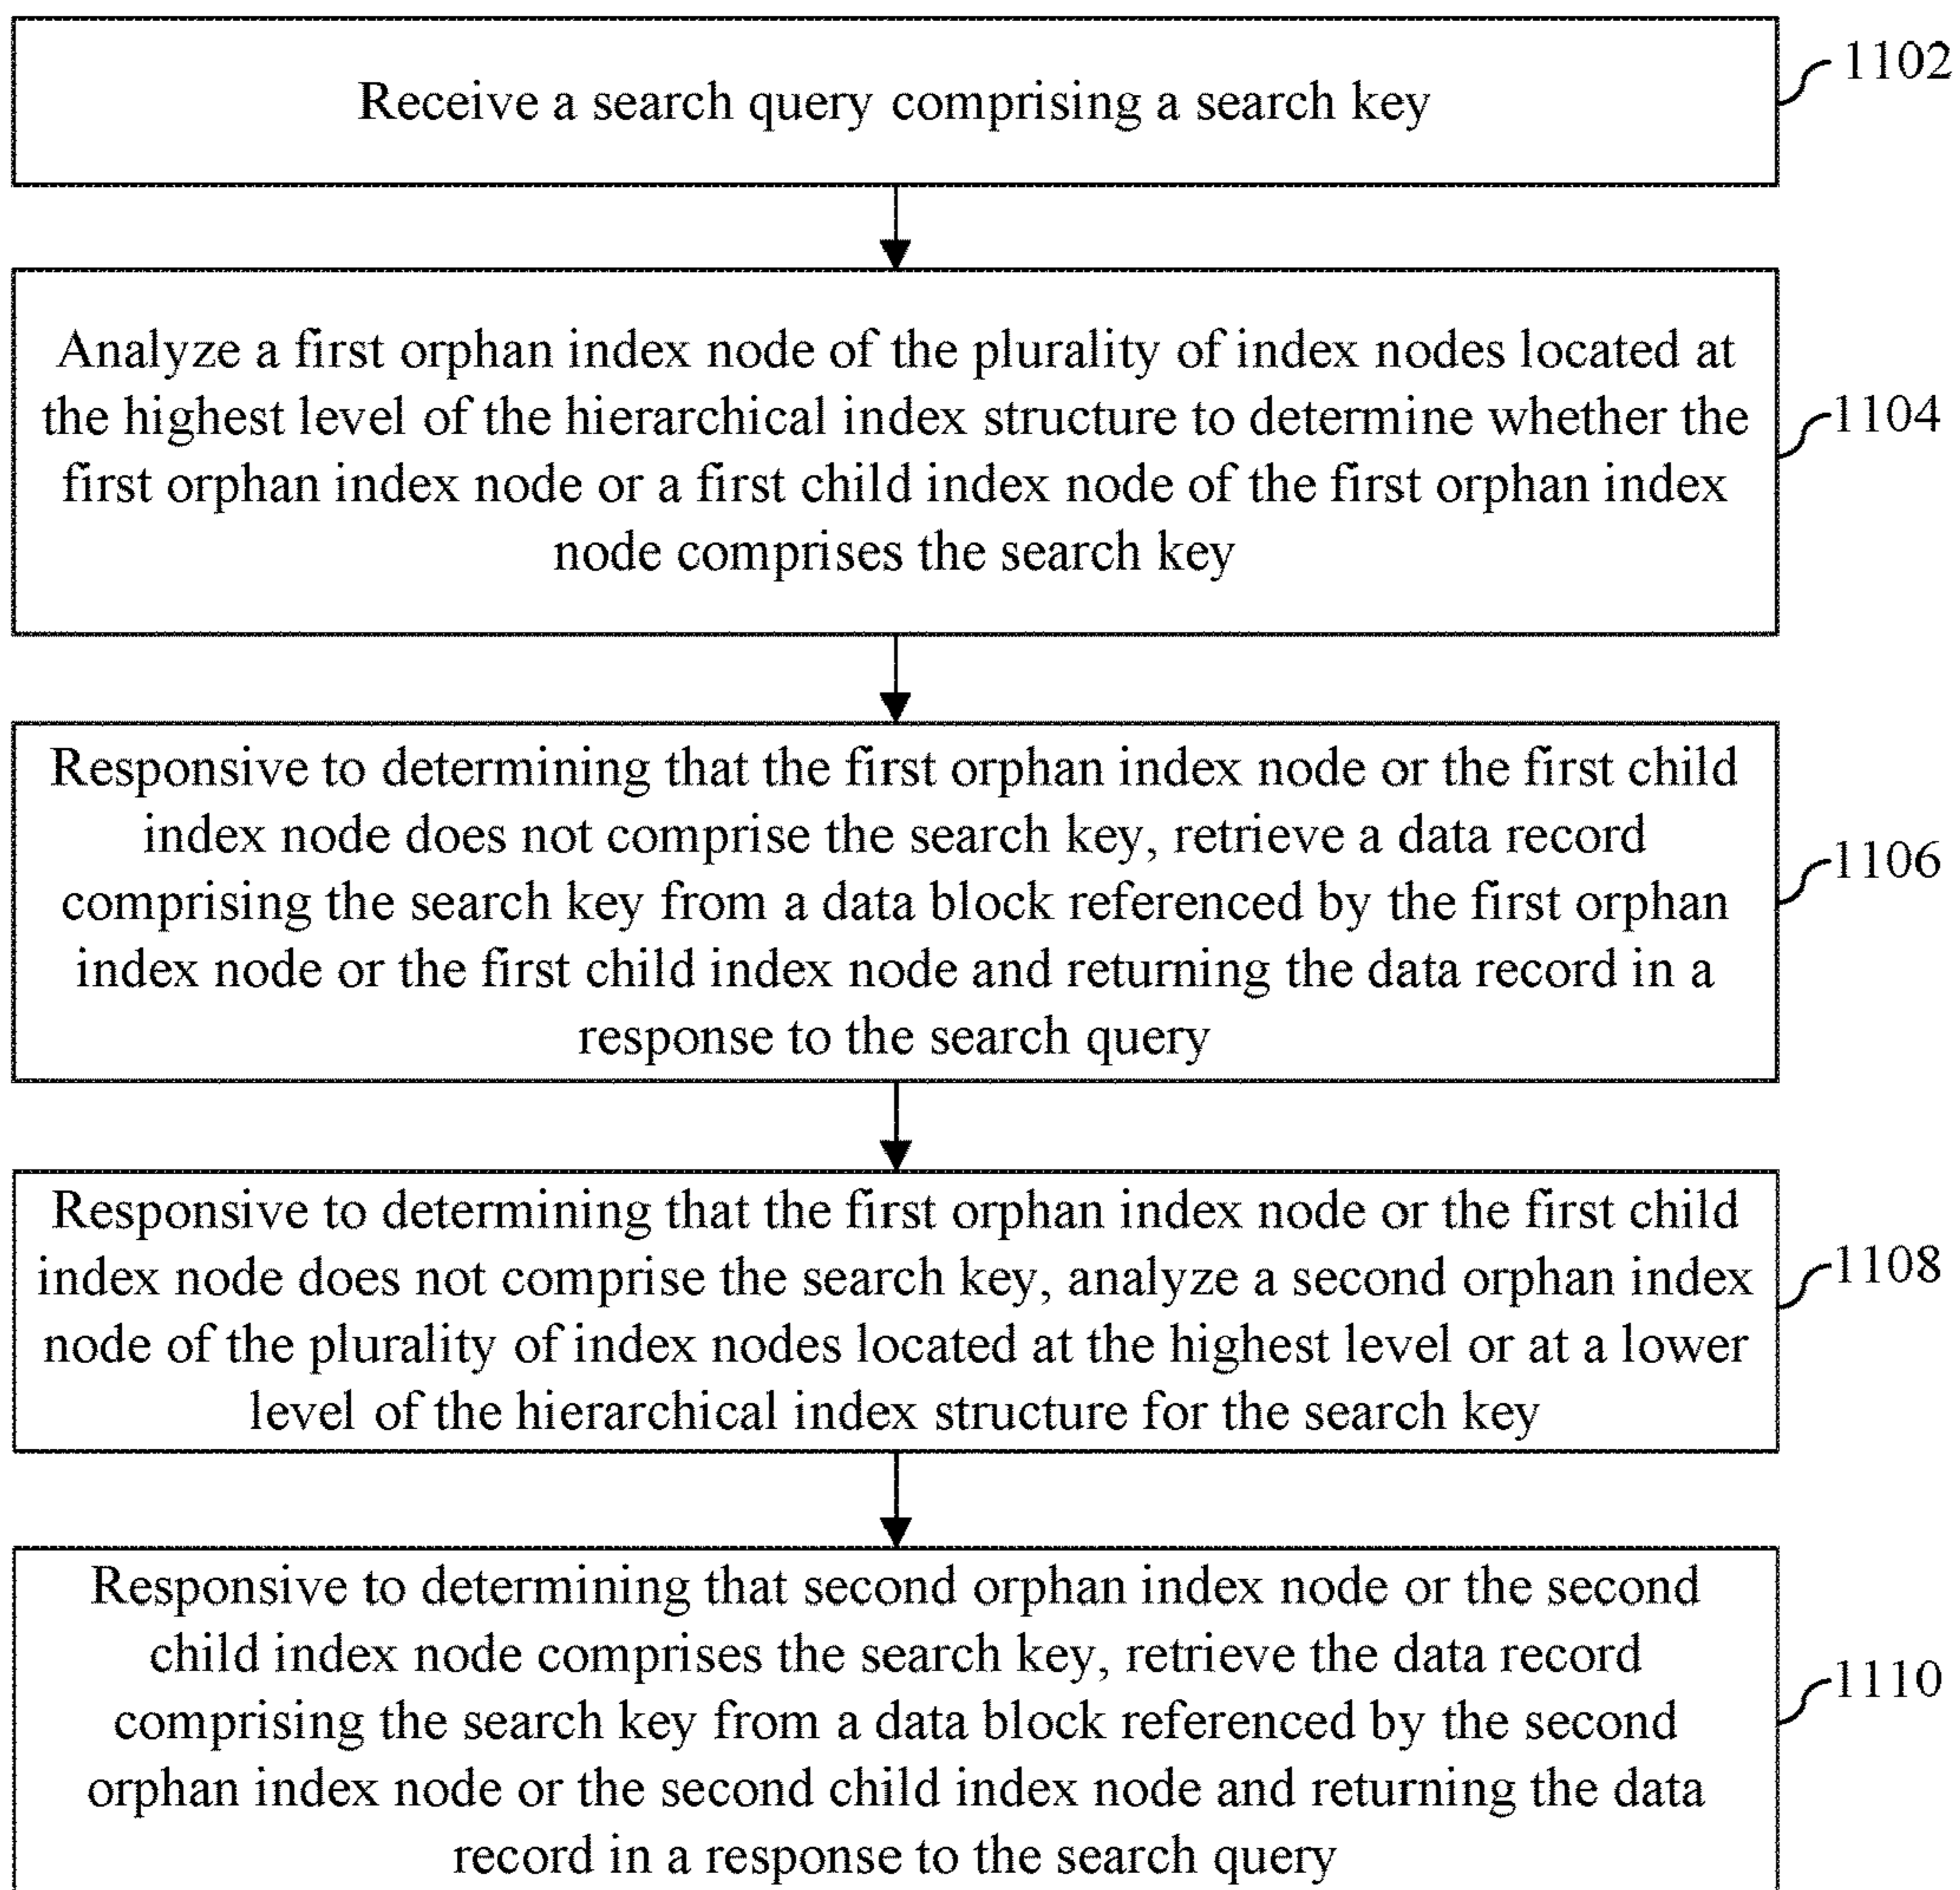 Receive a search query comprising a search key
1102
Analyze a first orphan index node of the plurality of index nodes located at
the highest level of the hierarchical index structure to determine whether the
first orphan index node or a first child index node of the first orphan index
node comprises the search key
1104
Responsive to determining that the first orphan index node or the first child
index node does not comprise the search key, retrieve a data record
comprising the search key from a data block referenced by the first orphan
index node or the first child index node and returning the data record in a
response to the search query
1106
Responsive to determining that the first orphan index node or the first child
index node does not comprise the search key, analyze a second orphan index
node of the plurality of index nodes located at the highest level or at a lower
level of the hierarchical index structure for the search key
1108
Responsive to determining that second orphan index node or the second
child index node comprises the search key, retrieve the data record
comprising the search key from a data block referenced by the second
orphan index node or the second child index node and returning the data
record in a response to the search query
1110